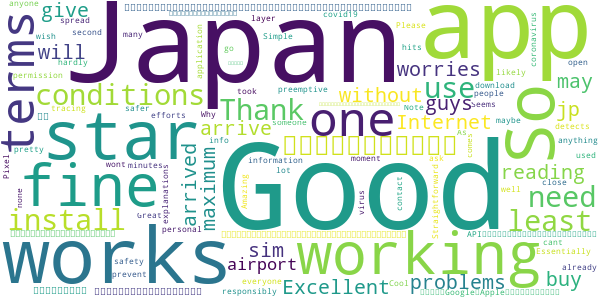 anyone
spread
give
wish
second
hardly
layer
many
application
Simple
go
covid19
Please
hits
coronavirus
likely
open
app
Japan
terms
will
permission
tracing
conditions
safer
efforts
took
preemptive
someone
Why
info
worries
without
use
guys
Note
seems
download
people
maybe
may
jp
detects
So
Pixel
star
pretty
fine
Thank
arrive
one
Internet
As
comes
anything
used
reading
close
need
none
wont
minutes
explanations
Great
personal
install
arrived
maximum
Good
information
lot
moment
Amazing
virus
contact
ask
Straightforward
well
least
API
cant
Essentially
already
works
safety
prevent
everyone
responsibly
sim
airport
Excellent
Cool
working
problems
buy
Google
Apple